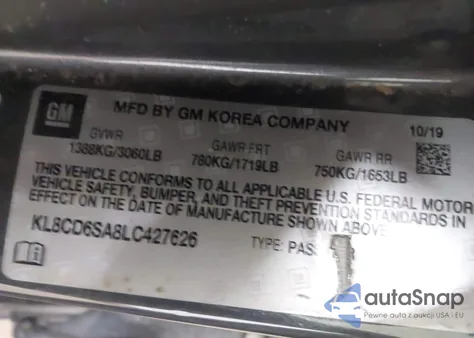 GM
MFD BY GM KOREA COMPANY 10/19
GVWR GAWR FRT GAWR RR
1388KG/3060LB 780KG/1719LB 750KG/1653LB
THIS VEHICLE CONFORMS TO ALL APPLICABLE U.S. FEDERAL MOTOR
VEHICLE SAFETY, BUMPER, AND THEFT PREVENTION STANDARDS IN
EFFECT ON THE DATE OF MANUFACTURE SHOWN ABOVE
KL8CD6SA8LC427626 TYPE: PAS
autoSnap
Pewne auta z aukcji USA i EU